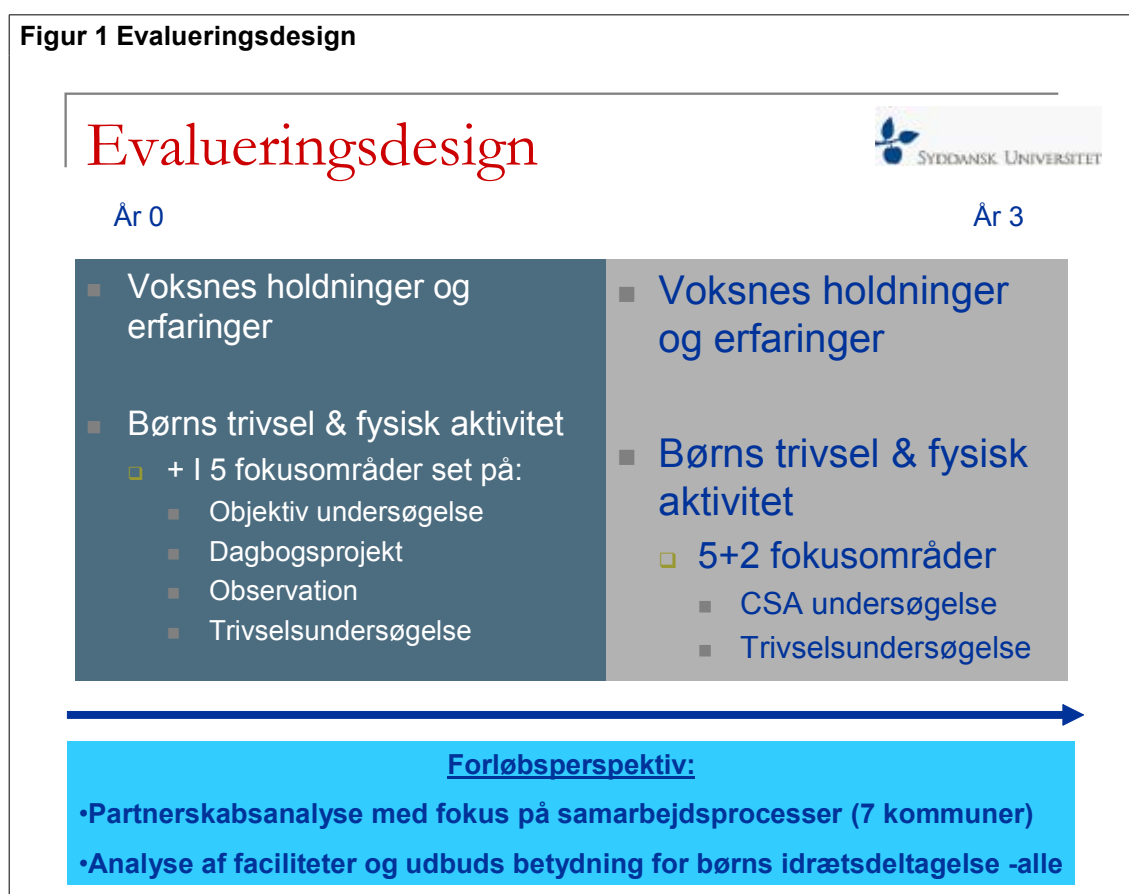 Figur 1 Evalueringsdesign
Evalueringsdesign
SYDDANSK UNIVERSITET
År 0
År 3
Voksnes holdninger og
erfaringer
Børns trivsel & fysisk aktivitet
+ I 5 fokusområder set på:
Objektiv undersøgelse
Dagbogsprojekt
Observation
Trivselsundersøgelse
Voksnes holdninger
og erfaringer
Børns trivsel & fysisk
aktivitet
5+2 fokusområder
CSA undersøgelse
Trivselsundersøgelse
Forløbsperspektiv:
•Partnerskabsanalyse med fokus på samarbejdsprocesser (7 kommuner)
•Analyse af faciliteter og udbuds betydning for børns idrætsdeltagelse -alle